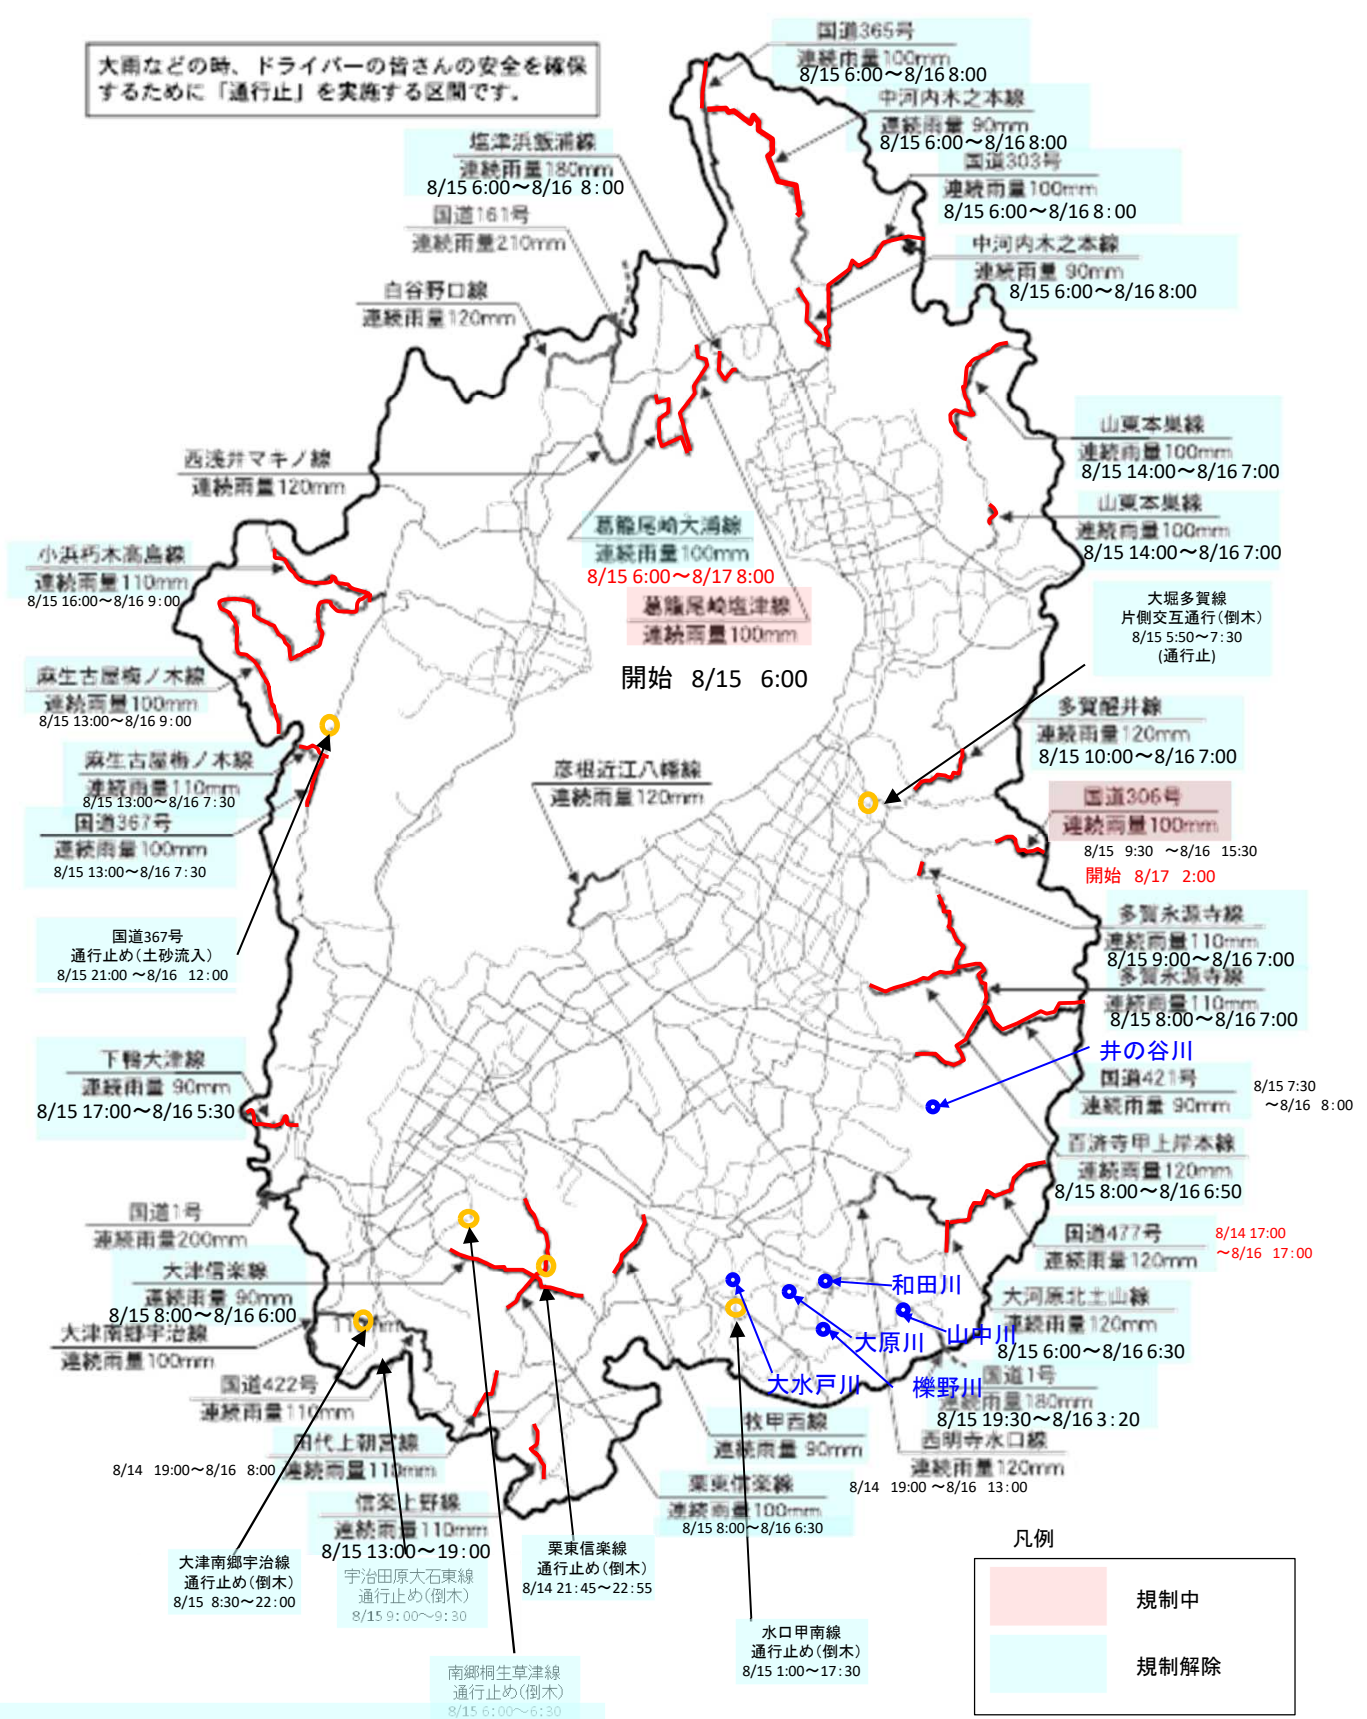 大雨などの時、ドライバーの皆さんの安全を確保
するために「通行止」を実施する区間です。
国道365号
連続雨量100mm
8/15 6:00～8/16 8:00
中河内木之本線
連続雨量 90mm
8/15 6:00～8/16 8:00
塩津浜飯浦線
連続雨量180mm
8/15 6:00～8/16 8:00
国道303号
連続雨量100mm
8/15 6:00～8/16 8:00
国道161号
連続雨量210mm
中河内木之本線
連続雨量 90mm
8/15 6:00～8/16 8:00
白谷野口線
連続雨量120mm
山東本巣線
連続雨量100mm
8/15 14:00～8/16 7:00
西浅井マキノ線
連続雨量120mm
山東本巣線
連続雨量100mm
8/15 14:00～8/16 7:00
葛籠尾崎大浦線
連続雨量100mm
8/15 6:00～8/17 8:00
小浜朽木高島線
連続雨量110mm
8/15 16:00～8/16 9:00
葛籠尾崎塩津線
連続雨量100mm
開始 8/15 6:00
大堀多賀線
片側交互通行(倒木)
8/15 5:50～7:30
(通行止)
麻生古屋梅ノ木線
連続雨量100mm
8/15 13:00～8/16 9:00
多賀醒井線
連続雨量120mm
8/15 10:00～8/16 7:00
麻生古屋梅ノ木線
連続雨量110mm
8/15 13:00～8/16 7:30
彦根近江八幡線
連続雨量120mm
国道306号
連続雨量100mm
8/15 9:30 ～8/16 15:30
開始 8/17 2:00
国道367号
連続雨量100mm
8/15 13:00～8/16 7:30
多賀永源寺線
連続雨量110mm
8/15 9:00～8/16 7:00
国道367号
通行止め(土砂流入)
8/15 21:00 ～8/16 12:00
多賀永源寺線
連続雨量110mm
8/15 8:00～8/16 7:00
井の谷川
下鴨大津線
連続雨量 90mm
8/15 17:00～8/16 5:30
国道421号
連続雨量 90mm
8/15 7:30
～8/16 8:00
百済寺甲上岸本線
連続雨量120mm
8/15 8:00～8/16 6:50
国道1号
連続雨量200mm
国道477号
連続雨量120mm
8/14 17:00
～8/16 17:00
大津信楽線
連続雨量 90mm
8/15 8:00～8/16 6:00
和田川
大原川
山中川
大水戸川
櫟野川
大河原北土山線
連続雨量120mm
8/15 6:00～8/16 6:30
大津南郷宇治線
連続雨量100mm
国道1号
連続雨量180mm
8/15 19:30～8/16 3:20
国道422号
連続雨量110mm
牧甲西線
連続雨量 90mm
西明寺水口線
連続雨量120mm
8/14 19:00 ～8/16 13:00
田代上朝宮線
連続雨量110mm
8/14 19:00～8/16 8:00
栗東信楽線
連続雨量100mm
8/15 8:00～8/16 6:30
信楽上野線
連続雨量110mm
8/15 13:00～19:00
大津南郷宇治線
通行止め(倒木)
8/15 8:30～22:00
宇治田原大石東線
通行止め(倒木)
8/15 9:00～9:30
栗東信楽線
通行止め(倒木)
8/14 21:45～22:55
水口甲南線
通行止め(倒木)
8/15 1:00～17:30
南郷桐生草津線
通行止め(倒木)
8/15 6:00～6:30
凡例
規制中
規制解除